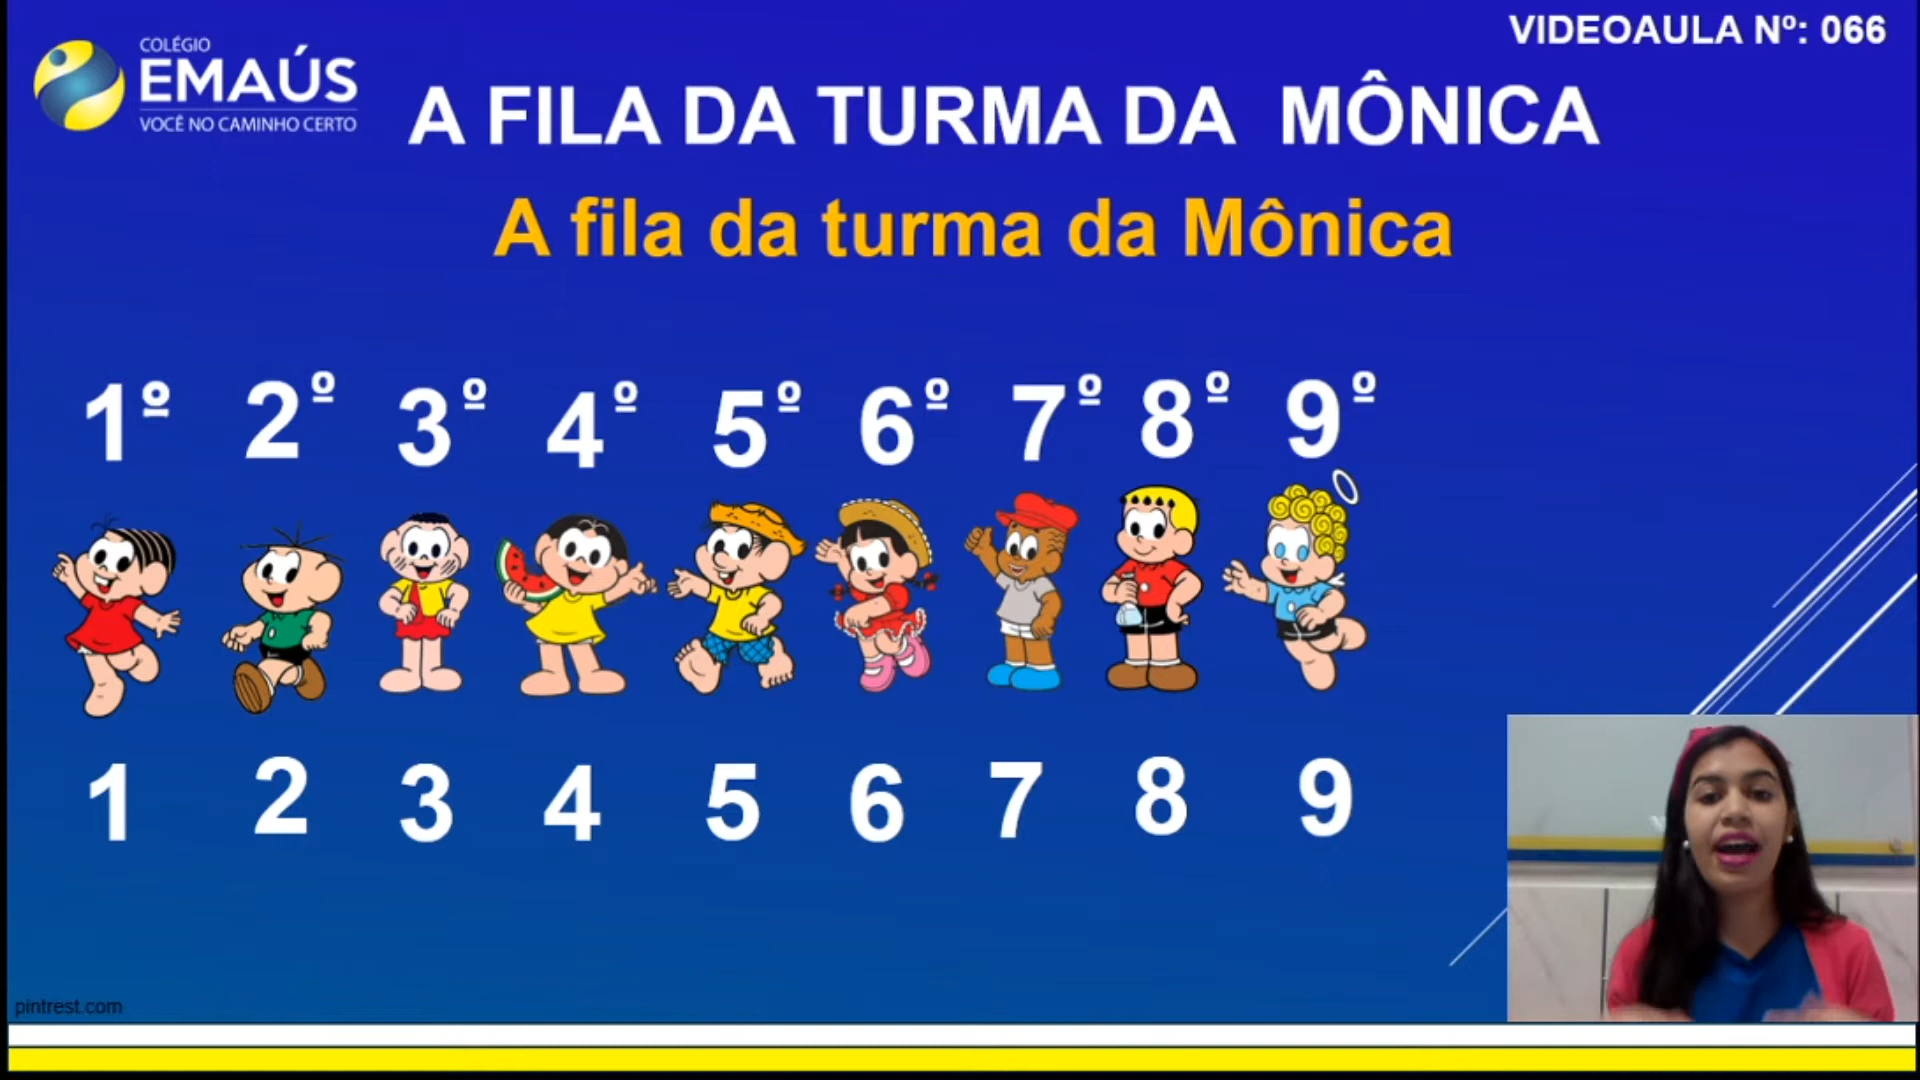 VIDEOAULA Nº: 066
COLÉGIO
EMAÚS
VOCÊ NO CAMINHO CERTO
A FILA DA TURMA DA MÔNICA
A fila da turma da Mônica
1º 2º 3º 4º 5º 6º 7º 8º 9º
1 2 3 4 5 6 7 8 9
pintrest.com